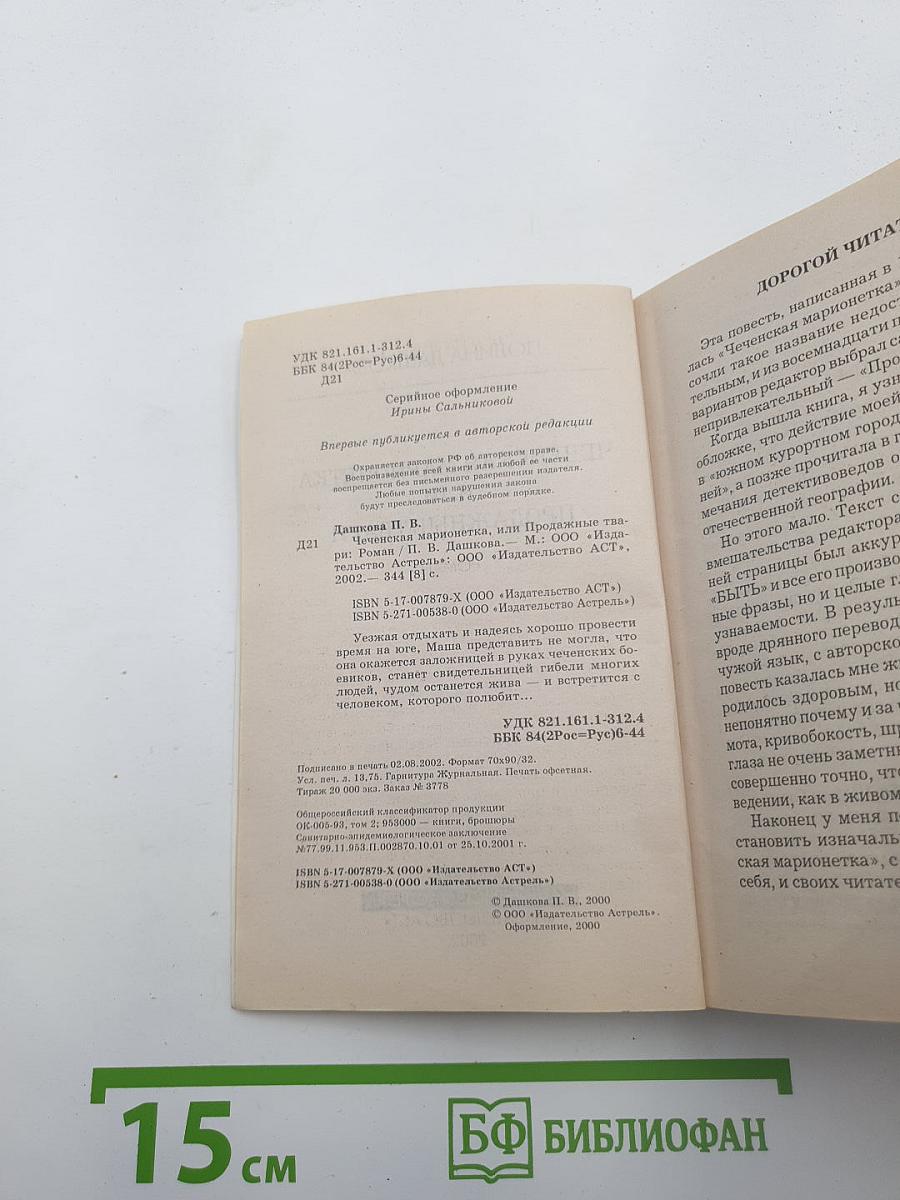 УДК 821.161.1-312.4
ББК 84(2Рос=Рус)6-44
Д21
Серийное оформление
Ирины Сальниковой
Впервые публикуется в авторской редакции
Охраняется законом РФ об авторском праве.
Воспроизведение всей книги или любой ее части
воспрещается без письменного разрешения издателя.
Любые попытки нарушения закона
будут преследоваться в судебном порядке.
Дашкова П. В.
Д21 Чеченская марионетка, или Продажные тва-
ри: Роман / П. В. Дашкова.— М.: ООО «Изда-
тельство Астрель»: ООО «Издательство АСТ»,
2002.— 344 [8] с.
ISBN 5-17-007879-X (ООО «Издательство АСТ»)
ISBN 5-271-00538-0 (ООО «Издательство Астрель»)
Уезжая отдыхать и надеясь хорошо провести
время на юге, Маша представить не могла, что
она окажется заложницей в руках чеченских бо-
евиков, станет свидетельницей гибели многих
людей, чудом останется жива — и встретится с
человеком, которого полюбит...
УДК 821.161.1-312.4
ББК 84(2Рос=Рус)6-44
Подписано в печать 02.08.2002. Формат 70х90/32.
Усл. печ. л. 13,75. Гарнитура Журнальная. Печать офсетная.
Тираж 20 000 экз. Заказ № 3778
Общероссийский классификатор продукции
ОК-005-93, том 2; 953000 — книги, брошюры
Санитарно-эпидемиологическое заключение
№77.99.11.953.П.002870.10.01 от 25.10.2001 г.
ISBN 5-17-007879-X (ООО «Издательство АСТ»)
ISBN 5-271-00538-0 (ООО «Издательство Астрель»)
© Дашкова П. В., 2000
© ООО «Издательство Астрель».
Оформление, 2000
ДОРОГОЙ ЧИТАТ
Эта повесть, написанная в
лась «Чеченская марионетка»
сочли такое название недост
тельным, и из восемнадцати п
вариантов редактор выбрал са
непривлекательный — «Про
Когда вышла книга, я узн
обложке, что действие моей
в «южном курортном город
ней», а позже прочитала в г
мечания детективоведов о
отечественной географии.
Но этого мало. Текст с
вмешательства редактора
ней страницы был аккур
«БЫТЬ» и все его произво
ные фразы, но и целые гл
узнаваемости. В резуль
вроде дрянного перевод
чужой язык, с авторско
повесть казалась мне ж
родилось здоровым, но
непонятно почему и за ч
мота, кривобокость, шр
глаза не очень заметны
совершенно точно, что
ведении, как в живом
Наконец у меня по
становить изначаль
ская марионетка», с
себя, и своих читате
15 см
БФ БИБЛИОФАН